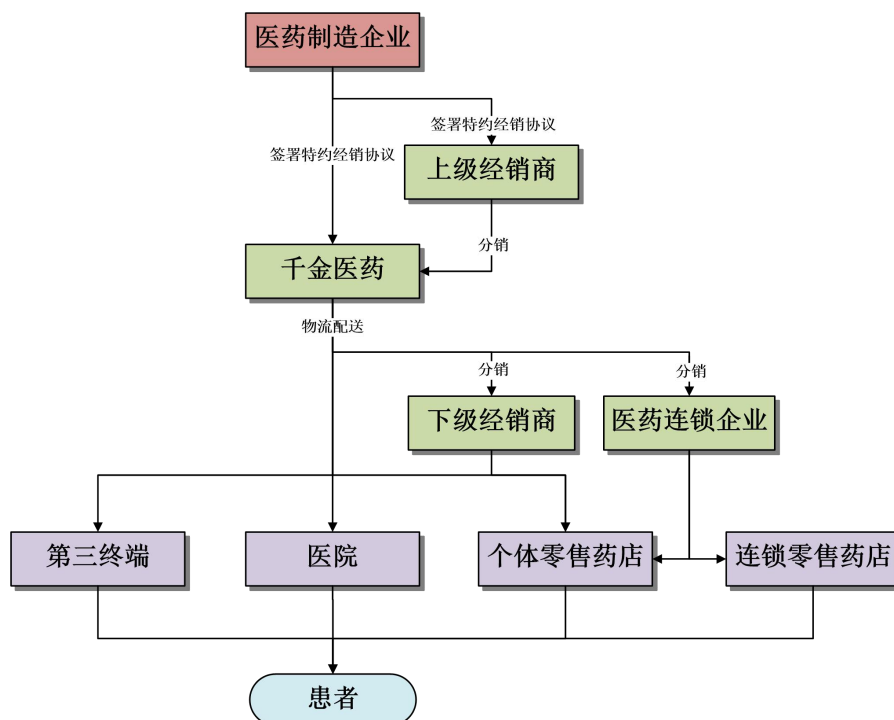 医药制造企业
签署特约经销协议
签署特约经销协议
上级经销商
分销
千金医药
物流配送
分销
分销
下级经销商
医药连锁企业
第三终端
医院
个体零售药店
连锁零售药店
患者